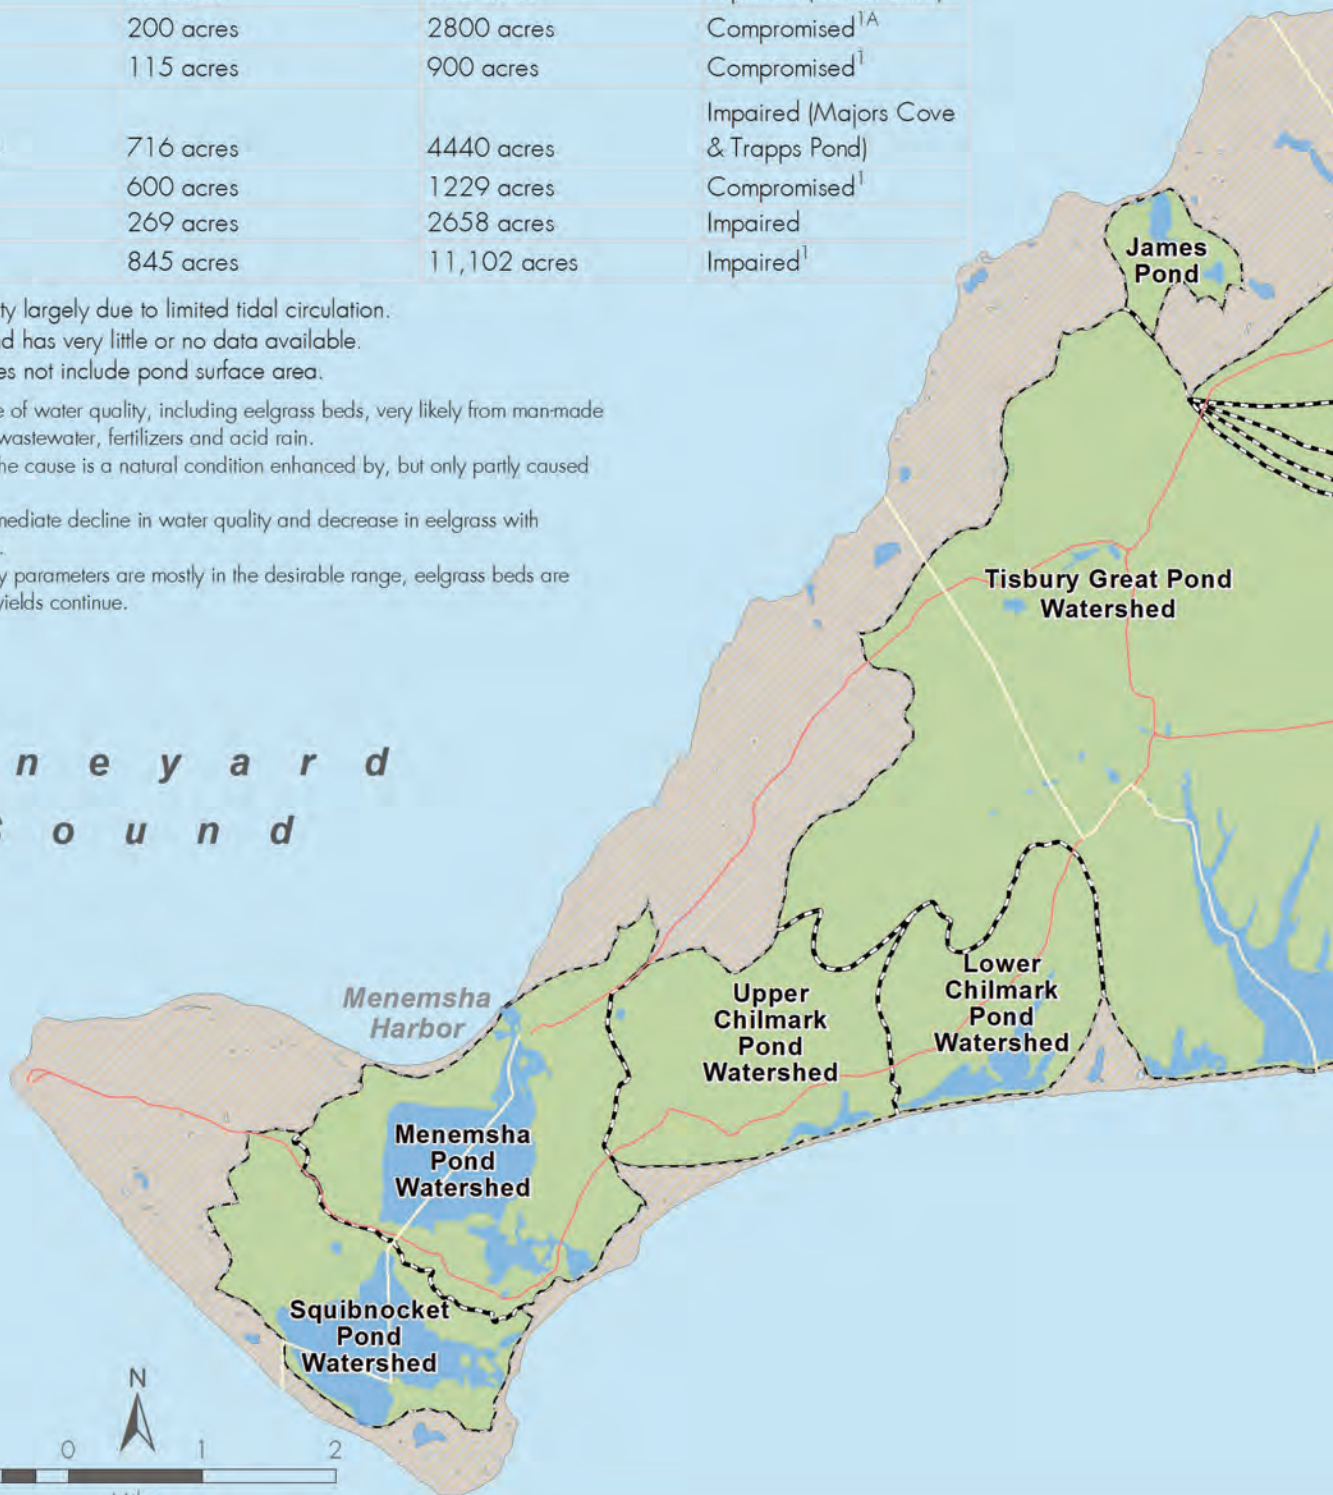 200 acres 2800 acres Compromised1A
115 acres 900 acres Compromised1
Impaired (Majors Cove
716 acres 4440 acres & Trapps Pond)
600 acres 1229 acres Compromised1
269 acres 2658 acres Impaired
845 acres 11,102 acres Impaired1
ty largely due to limited tidal circulation.
d has very little or no data available.
es not include pond surface area.
e of water quality, including eelgrass beds, very likely from man-made
wastewater, fertilizers and acid rain.
he cause is a natural condition enhanced by, but only partly caused
mediate decline in water quality and decrease in eelgrass with
y parameters are mostly in the desirable range, eelgrass beds are
yields continue.
n e y a r d
o u n d
James
Pond
Tisbury Great Pond
Watershed
Menemsha
Harbor
Upper
Chilmark
Pond
Watershed
Lower
Chilmark
Pond
Watershed
Menemsha
Pond
Watershed
Squibnocket
Pond
Watershed
N
0 1 2